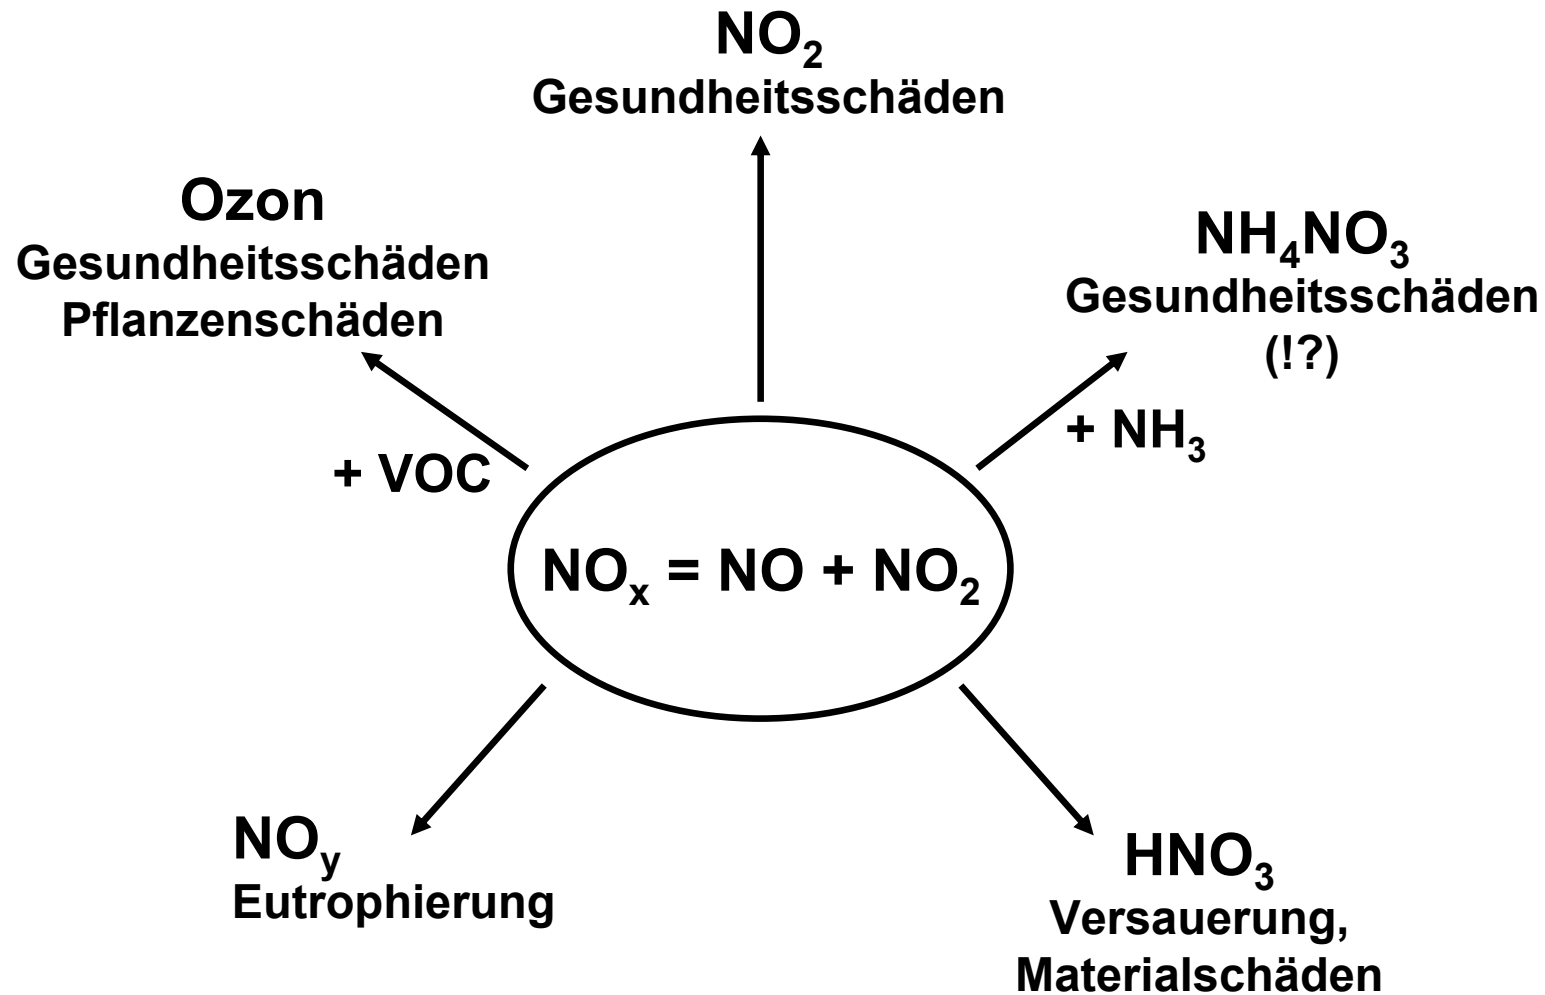 NO₂
Gesundheitsschäden
Ozon
Gesundheitsschäden
Pflanzenschäden
NH₄NO₃
Gesundheitsschäden
(!?)
+ VOC
+ NH₃
NOₓ = NO + NO₂
NOy
Eutrophierung
HNO₃
Versauerung,
Materialschäden